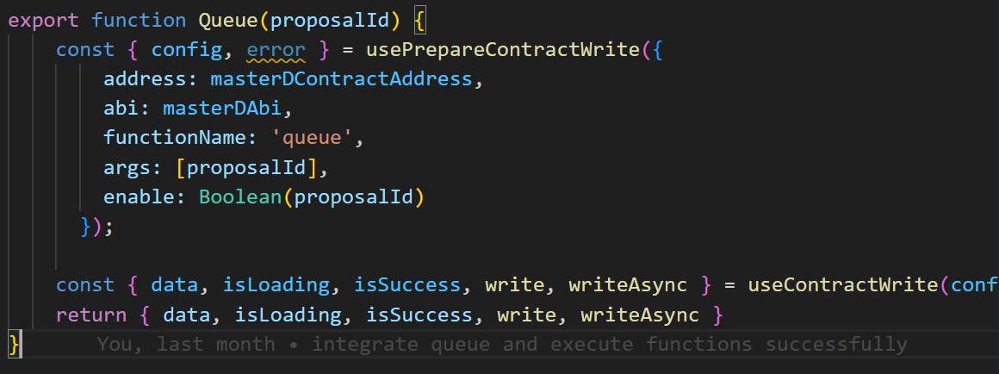 export function Queue(proposalId) {
const { config, error } = usePrepareContractWrite({
address: masterDContractAddress,
abi: masterDAbi,
functionName: 'queue',
args: [proposalId],
enable: Boolean(proposalId)
});
const { data, isLoading, isSuccess, write, writeAsync } = useContractWrite(conf
return { data, isLoading, isSuccess, write, writeAsync }
} You, last month • integrate queue and execute functions successfully